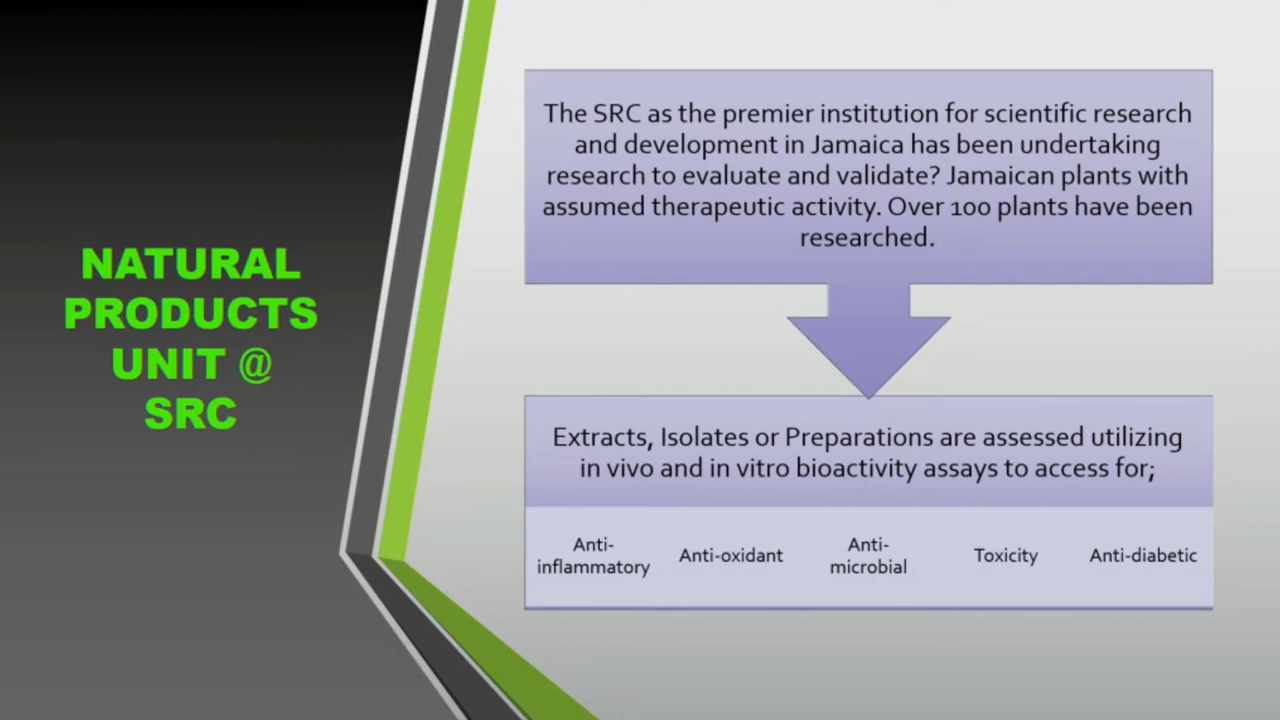 NATURAL
PRODUCTS
UNIT @
SRC
The SRC as the premier institution for scientific research
and development in Jamaica has been undertaking
research to evaluate and validate? Jamaican plants with
assumed therapeutic activity. Over 100 plants have been
researched.
Extracts, Isolates or Preparations are assessed utilizing
in vivo and in vitro bioactivity assays to access for;
Anti-
inflammatory
Anti-oxidant
Anti-
microbial
Toxicity
Anti-diabetic